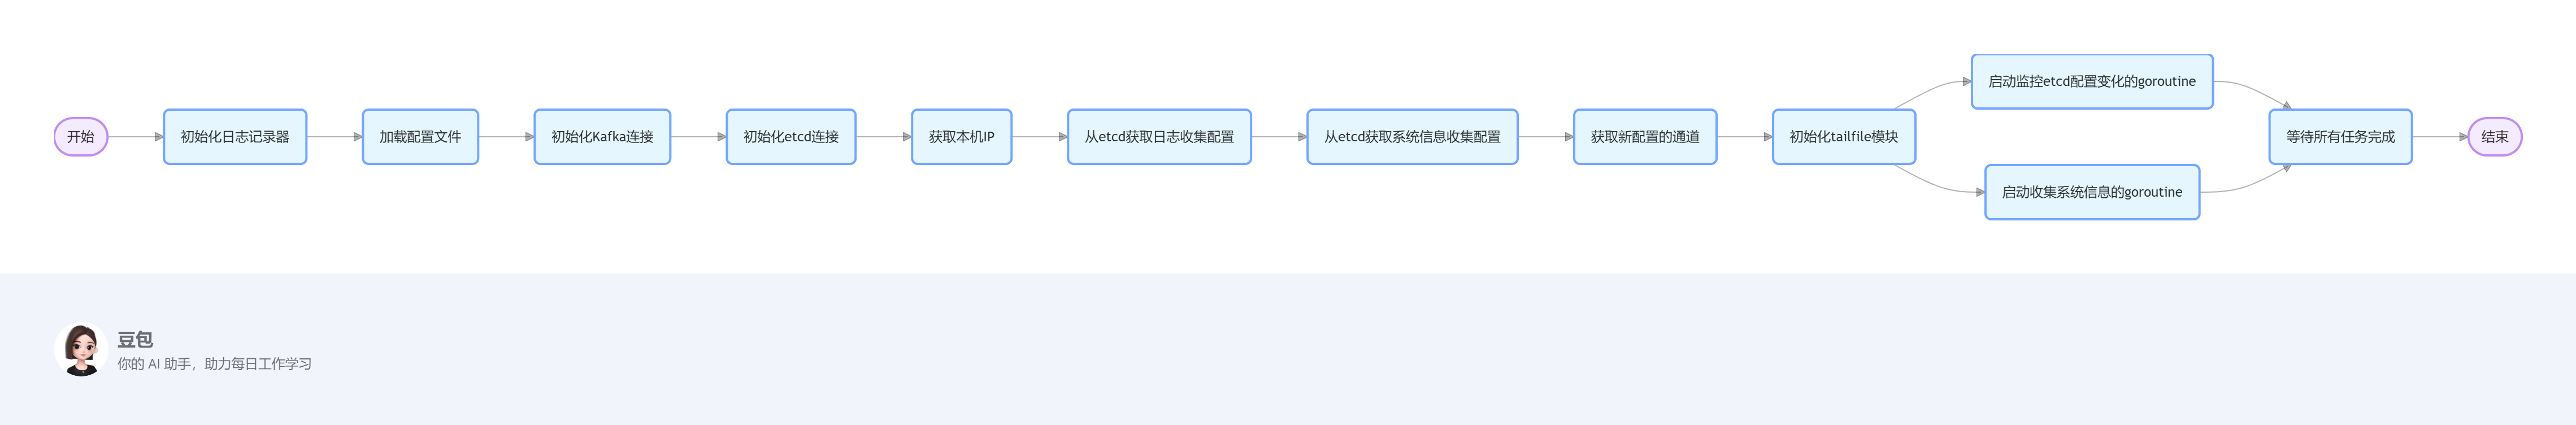 开始
初始化日志记录器
加载配置文件
初始化Kafka连接
初始化etcd连接
获取本机IP
从etcd获取日志收集配置
从etcd获取系统信息收集配置
获取新配置的通道
初始化tailfile模块
启动监控etcd配置变化的goroutine
启动收集系统信息的goroutine
等待所有任务完成
结束
豆包
你的 AI 助手，助力每日工作学习